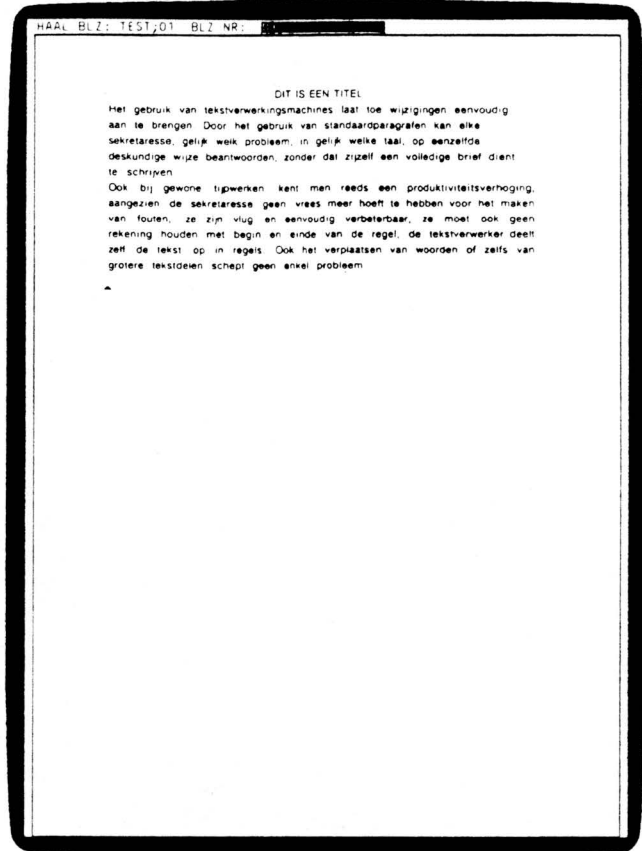 HAAL BLZ: TEST;01 BLZ NR:
DIT IS EEN TITEL
Het gebruik van tekstverwerkingsmachines laat toe wijzigingen eenvoudig
aan te brengen Door het gebruik van standaardparagrafen kan elke
sekretaresse, gelijk welk probleem, in gelijk welke taal, op eenzelfde
deskundige wijze beantwoorden, zonder dat zijzelf een volledige brief dient
te schrijven
Ook bij gewone tijpwerken kent men reeds een produktiviteitsverhoging,
aangezien de sekretaresse geen vrees meer hoeft te hebben voor het maken
van fouten, ze zijn vlug en eenvoudig verbeterbaar, ze moet ook geen
rekening houden met begin en einde van de regel, de tekstverwerker deelt
zelf de tekst op in regels. Ook het verplaatsen van woorden of zelfs van
grotere tekstdelen schept geen enkel probleem